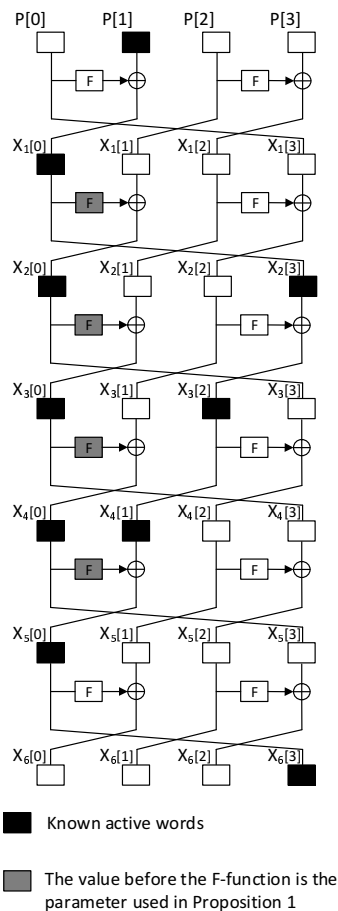 P[0] P[1] P[2] P[3]
F F
X₁[0] X₁[1] X₁[2] X₁[3]
F F
X₂[0] X₂[1] X₂[2] X₂[3]
F F
X₃[0] X₃[1] X₃[2] X₃[3]
F F
X₄[0] X₄[1] X₄[2] X₄[3]
F F
X₅[0] X₅[1] X₅[2] X₅[3]
F F
X₆[0] X₆[1] X₆[2] X₆[3]
Known active words
The value before the F-function is the
parameter used in Proposition 1